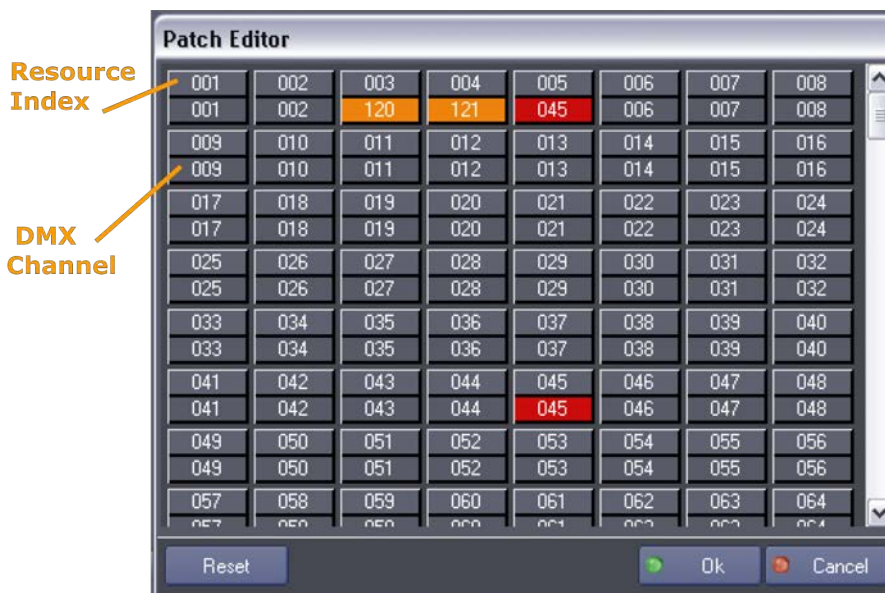 Patch Editor
Resource
Index
DMX
Channel
001 002 003 004 005 006 007 008
001 002 120 121 045 006 007 008
009 010 011 012 013 014 015 016
009 010 011 012 013 014 015 016
017 018 019 020 021 022 023 024
017 018 019 020 021 022 023 024
025 026 027 028 029 030 031 032
025 026 027 028 029 030 031 032
033 034 035 036 037 038 039 040
033 034 035 036 037 038 039 040
041 042 043 044 045 046 047 048
041 042 043 044 045 046 047 048
049 050 051 052 053 054 055 056
049 050 051 052 053 054 055 056
057 058 059 060 061 062 063 064
Reset Ok Cancel